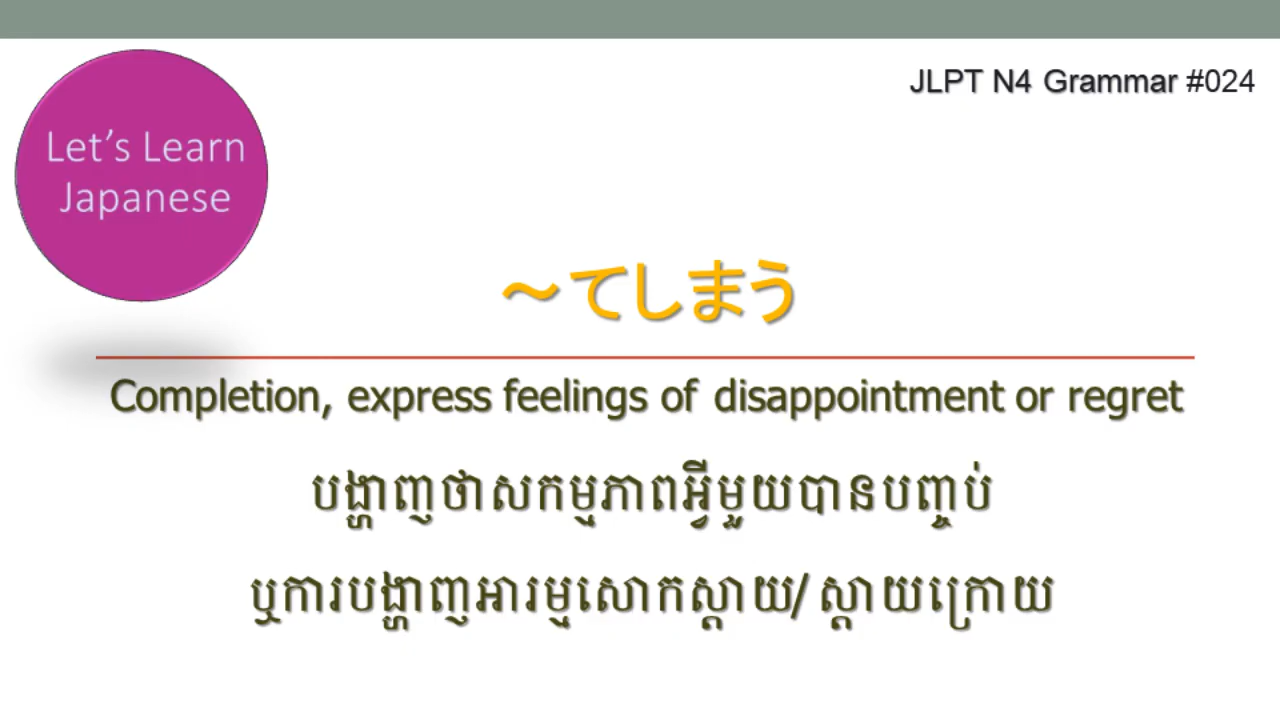 JLPT N4 Grammar #024
Let's Learn
Japanese
～てしまう
Completion, express feelings of disappointment or regret
បង្ហាញថាសកម្មភាពអ្វីមួយបានបញ្ចប់
ឬការបង្ហាញអារម្មសោកស្ដាយ/ ស្ដាយក្រោយ